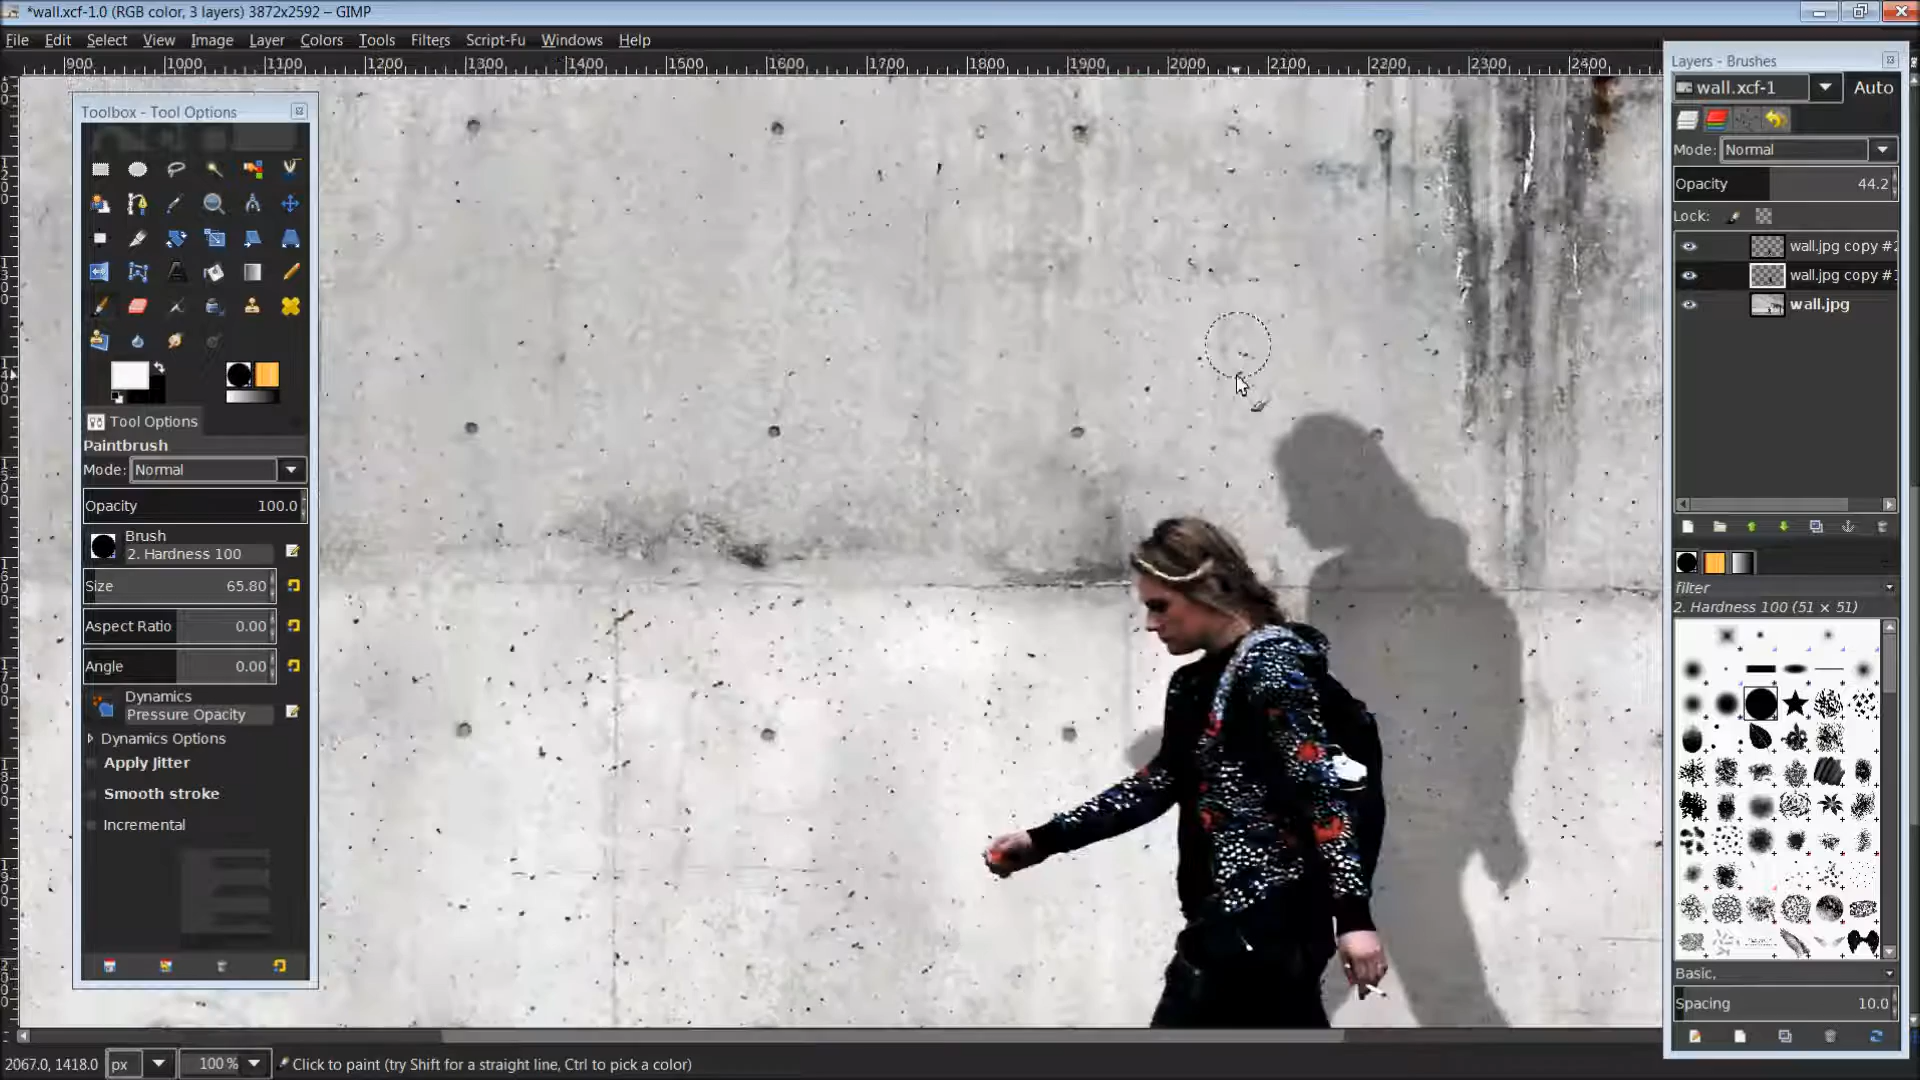 *wall.xcf-1.0 (RGB color, 3 layers) 3872x2592 – GIMP
File Edit Select View Image Layer Colors Tools Filters Script-Fu Windows Help
900 1000 1100 1200 1300 1400 1500 1600 1700 1800 1900 2000 2100 2200 2300 2400
Toolbox - Tool Options
Tool Options
Paintbrush
Mode: Normal
Opacity 100.0
Brush
2. Hardness 100
Size 65.80
Aspect Ratio 0.00
Angle 0.00
Dynamics
Pressure Opacity
Dynamics Options
Apply Jitter
Smooth stroke
Incremental
Layers - Brushes
wall.xcf-1 Auto
Mode: Normal
Opacity 44.2
Lock:
wall.jpg copy #2
wall.jpg copy #
wall.jpg
filter
2. Hardness 100 (51 × 51)
Basic,
Spacing 10.0
2067.0, 1418.0 px 100 % Click to paint (try Shift for a straight line, Ctrl to pick a color)